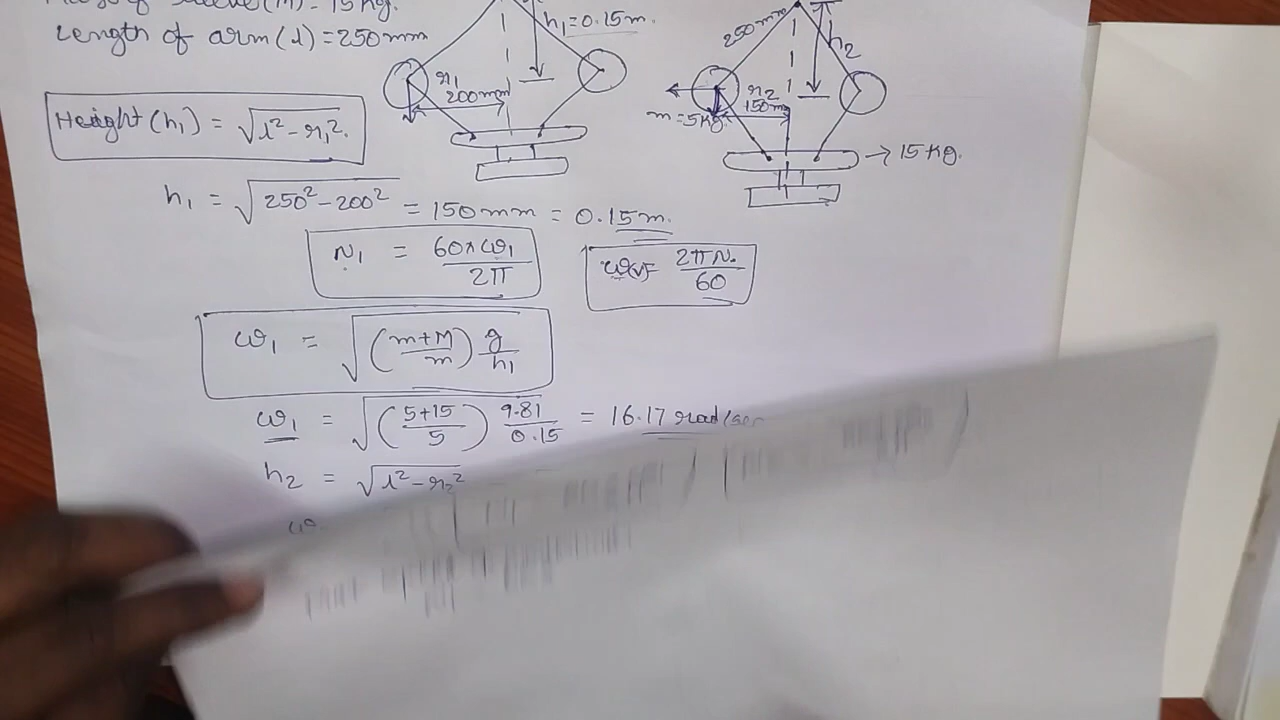 (M) - 15 Kg.
Length of arm (l) = 250 mm
h₁ = 0.15 m.
r₁
200 mm
250 mm
h₂
r₂
150 m
m = 5 Kg.
→ 15 Kg.
Height (h₁) = √(l² - r₁²).
h₁ = √(250² - 200²) = 150 mm = 0.15 m.
N₁ = 60 × ω₁ / 2π
2πN. / 60
ω₁ = √(((m+M)/m) g/h₁)
ω₁ = √(((5+15)/5) 9.81/0.15) = 16.17 rad/sec
h₂ = √(l² - r₂²)